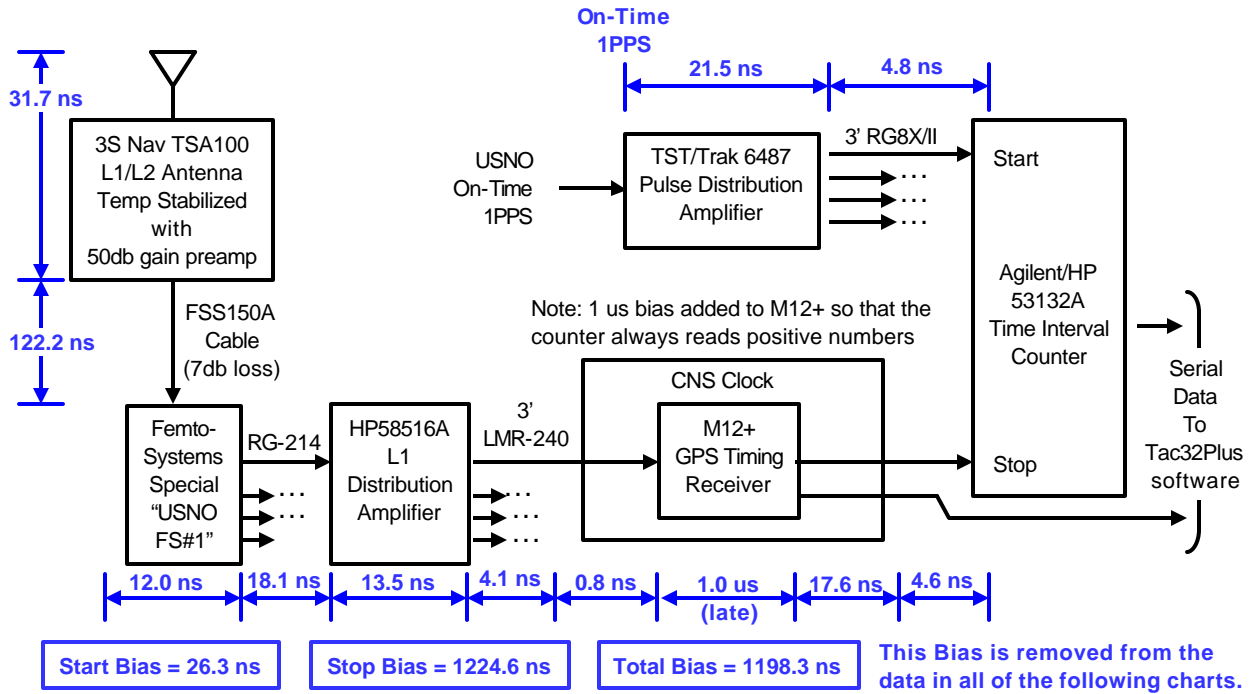 On-Time
1PPS
21.5 ns
4.8 ns
31.7 ns
3S Nav TSA100
L1/L2 Antenna
Temp Stabilized
with
50db gain preamp
USNO
On-Time
1PPS
TST/Trak 6487
Pulse Distribution
Amplifier
3’ RG8X/II
...
...
...
Start
Agilent/HP
53132A
Time Interval
Counter
Stop
122.2 ns
FSS150A
Cable
(7db loss)
Note: 1 us bias added to M12+ so that the
counter always reads positive numbers
Serial
Data
To
Tac32Plus
software
Femto-
Systems
Special
“USNO
FS#1”
RG-214
...
...
HP58516A
L1
Distribution
Amplifier
3’
LMR-240
...
...
...
CNS Clock
M12+
GPS Timing
Receiver
12.0 ns
18.1 ns
13.5 ns
4.1 ns
0.8 ns
1.0 us
(late)
17.6 ns
4.6 ns
Start Bias = 26.3 ns
Stop Bias = 1224.6 ns
Total Bias = 1198.3 ns
This Bias is removed from the
data in all of the following charts.